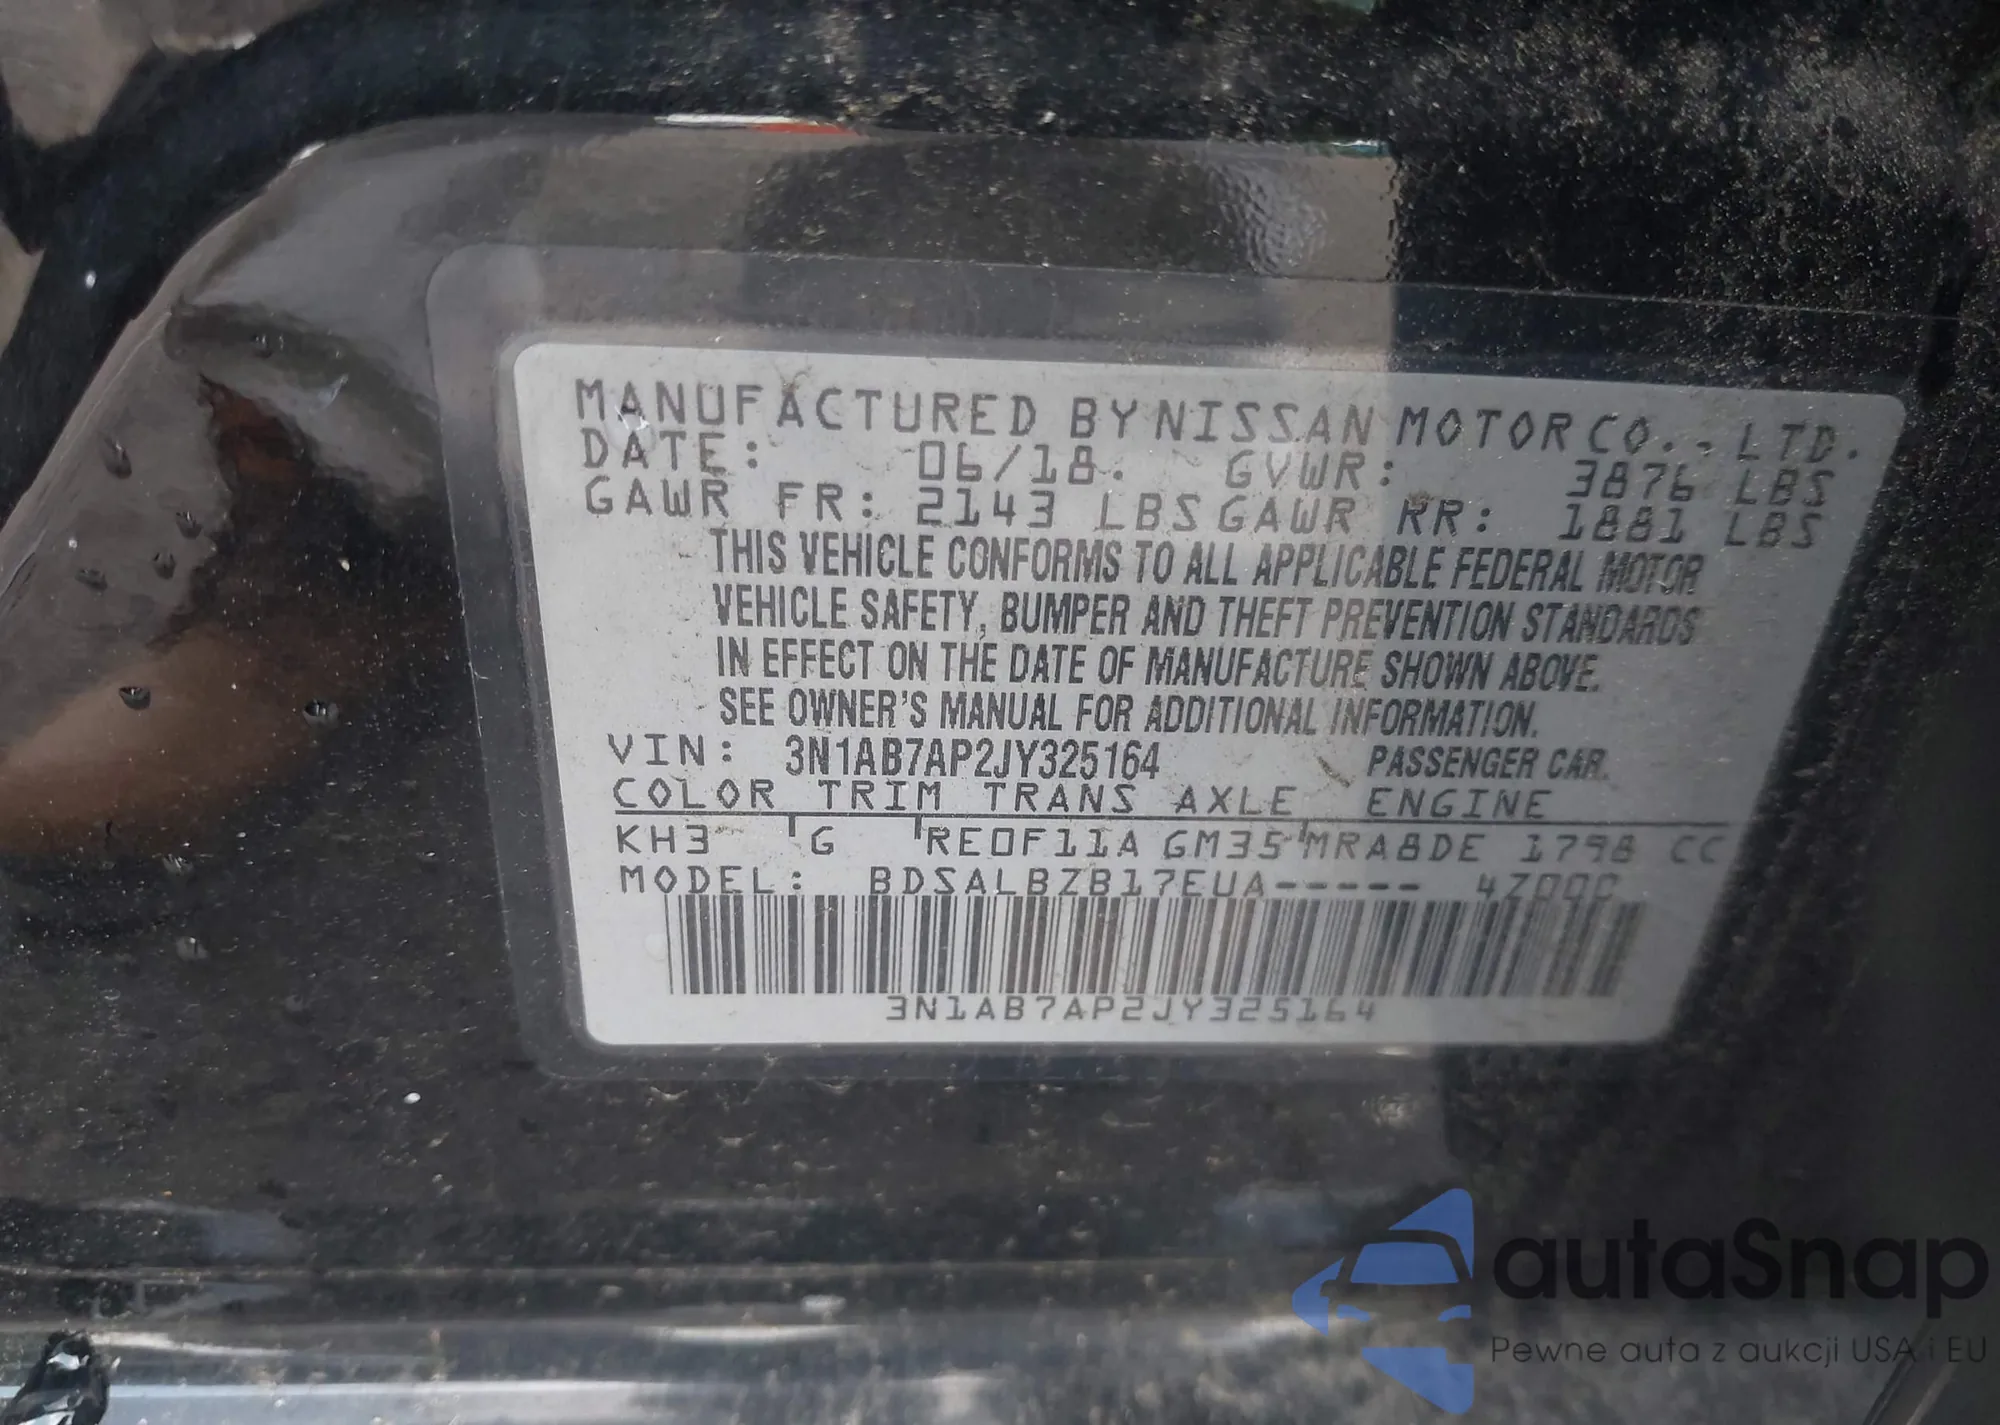 MANUFACTURED BY NISSAN MOTOR CO., LTD.
DATE: 06/18. GVWR: 3876 LBS
GAWR FR: 2143 LBS GAWR RR: 1881 LBS
THIS VEHICLE CONFORMS TO ALL APPLICABLE FEDERAL MOTOR
VEHICLE SAFETY, BUMPER AND THEFT PREVENTION STANDARDS
IN EFFECT ON THE DATE OF MANUFACTURE SHOWN ABOVE.
SEE OWNER'S MANUAL FOR ADDITIONAL INFORMATION.
VIN: 3N1AB7AP2JY325164 PASSENGER CAR.
COLOR TRIM TRANS AXLE ENGINE
KH3 G RE0F11A GM35 MRA8DE 1798 CC
MODEL: BDSALBZB17EUA-----
3N1AB7AP2JY325164
autaSnap
Pewne auta z aukcji USA i EU